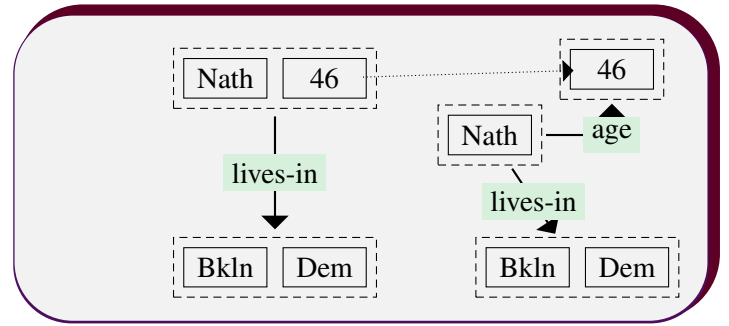 Nath 46
lives-in
Bkln Dem
46
Nath
age
lives-in
Bkln Dem